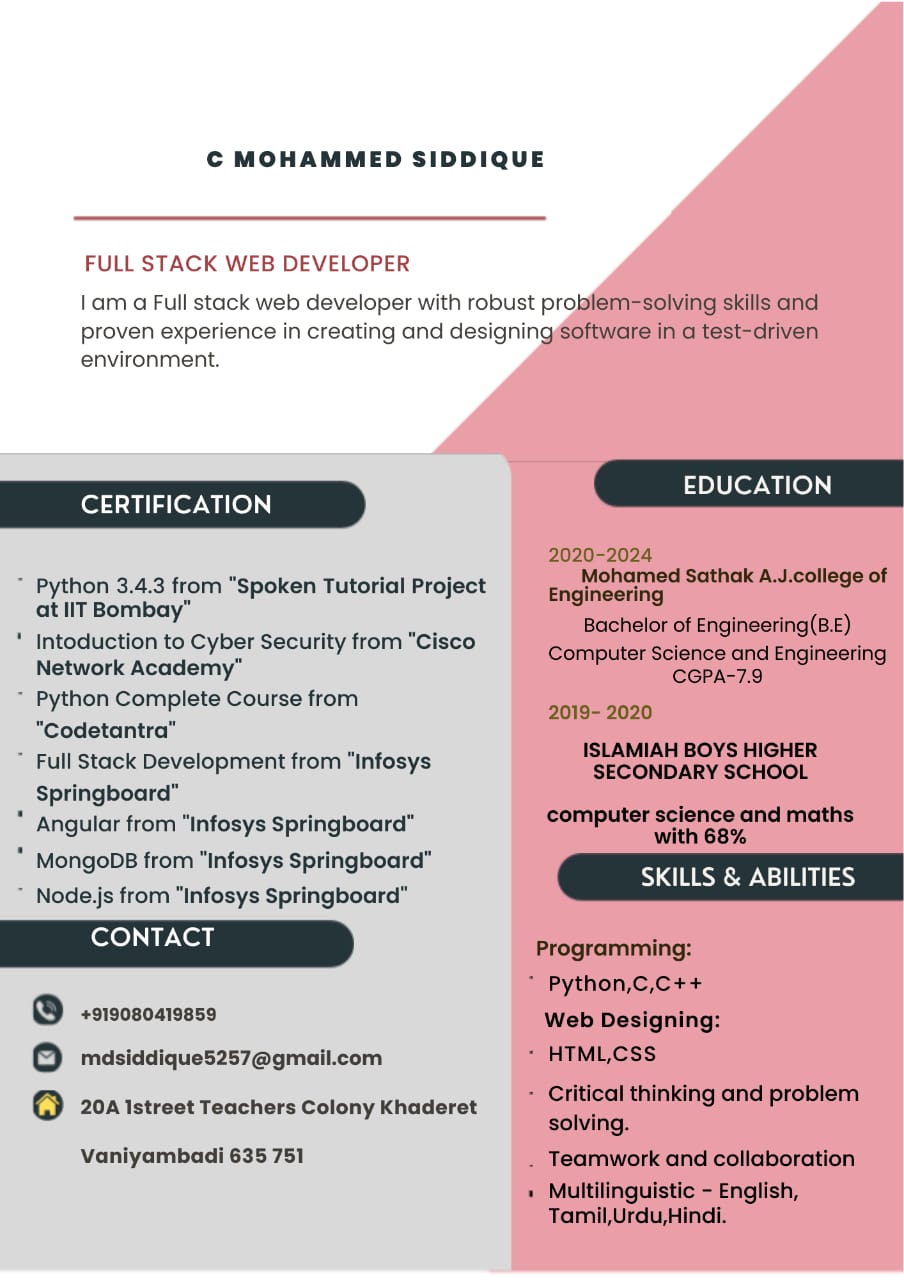 C MOHAMMED SIDDIQUE
FULL STACK WEB DEVELOPER
I am a Full stack web developer with robust problem-solving skills and
proven experience in creating and designing software in a test-driven
environment.
CERTIFICATION
Python 3.4.3 from "Spoken Tutorial Project
at IIT Bombay"
Intoduction to Cyber Security from "Cisco
Network Academy"
Python Complete Course from
"Codetantra"
Full Stack Development from "Infosys
Springboard"
Angular from "Infosys Springboard"
MongoDB from "Infosys Springboard"
Node.js from "Infosys Springboard"
CONTACT
+919080419859
mdsiddique5257@gmail.com
20A 1street Teachers Colony Khaderet
Vaniyambadi 635 751
EDUCATION
2020-2024
Mohamed Sathak A.J.college of
Engineering
Bachelor of Engineering(B.E)
Computer Science and Engineering
CGPA-7.9
2019- 2020
ISLAMIAH BOYS HIGHER
SECONDARY SCHOOL
computer science and maths
with 68%
SKILLS & ABILITIES
Programming:
Python,C,C++
Web Designing:
HTML,CSS
Critical thinking and problem
solving.
Teamwork and collaboration
Multilinguistic - English,
Tamil,Urdu,Hindi.